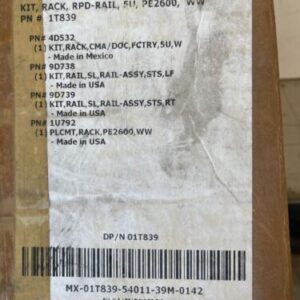 KIT, RACK, RPD-RAIL, 5U, PE2600, WW
PN # 1T839
PN# 4D532
(1) KIT,RACK,CMA/DOC,FCTRY,5U,W
- Made in Mexico
PN# 9D738
(1) KIT,RAIL,SL,RAIL-ASSY,STS,LF
- Made in USA
PN# 9D739
(1) KIT,RAIL,SL,RAIL-ASSY,STS,RT
- Made in USA
PN# 1U792
(1) PLCMT,RACK,PE2600,WW
- Made in USA
DP/N 01T839
MX-01T839-54011-39M-0142